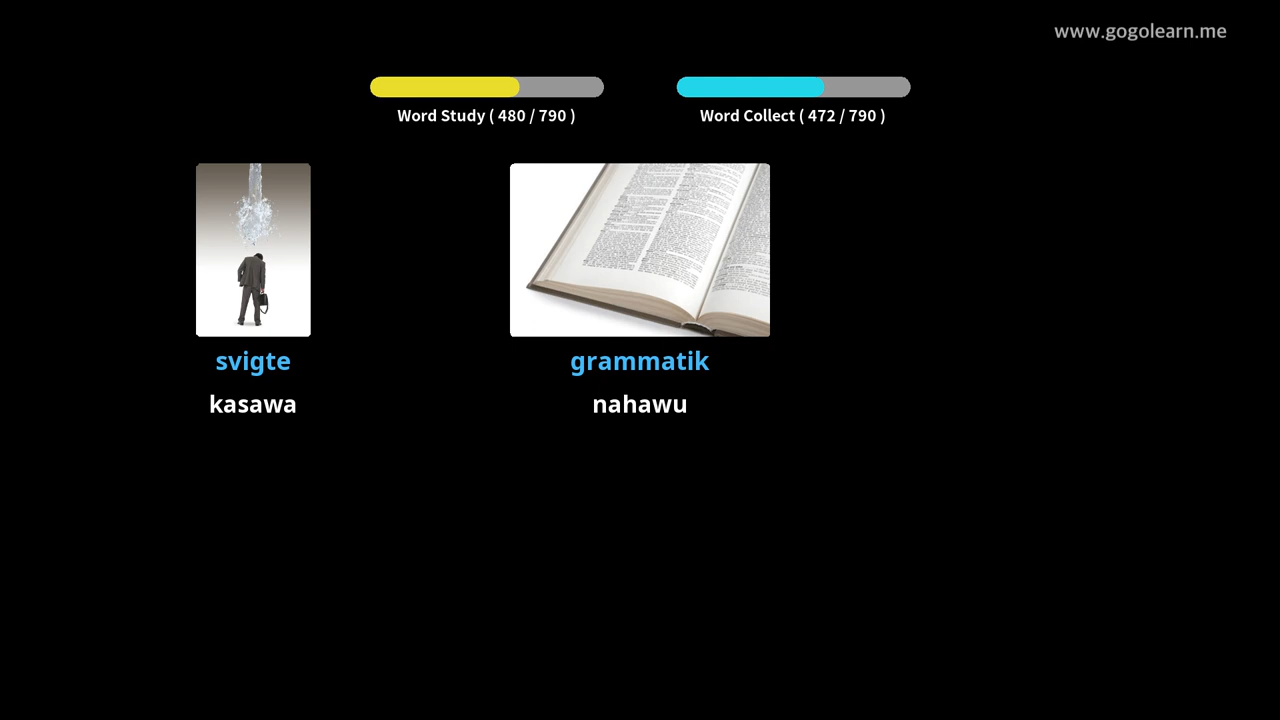 www.gogolearn.me
Word Study ( 480 / 790 )
Word Collect ( 472 / 790 )
svigte
kasawa
grammatik
nahawu